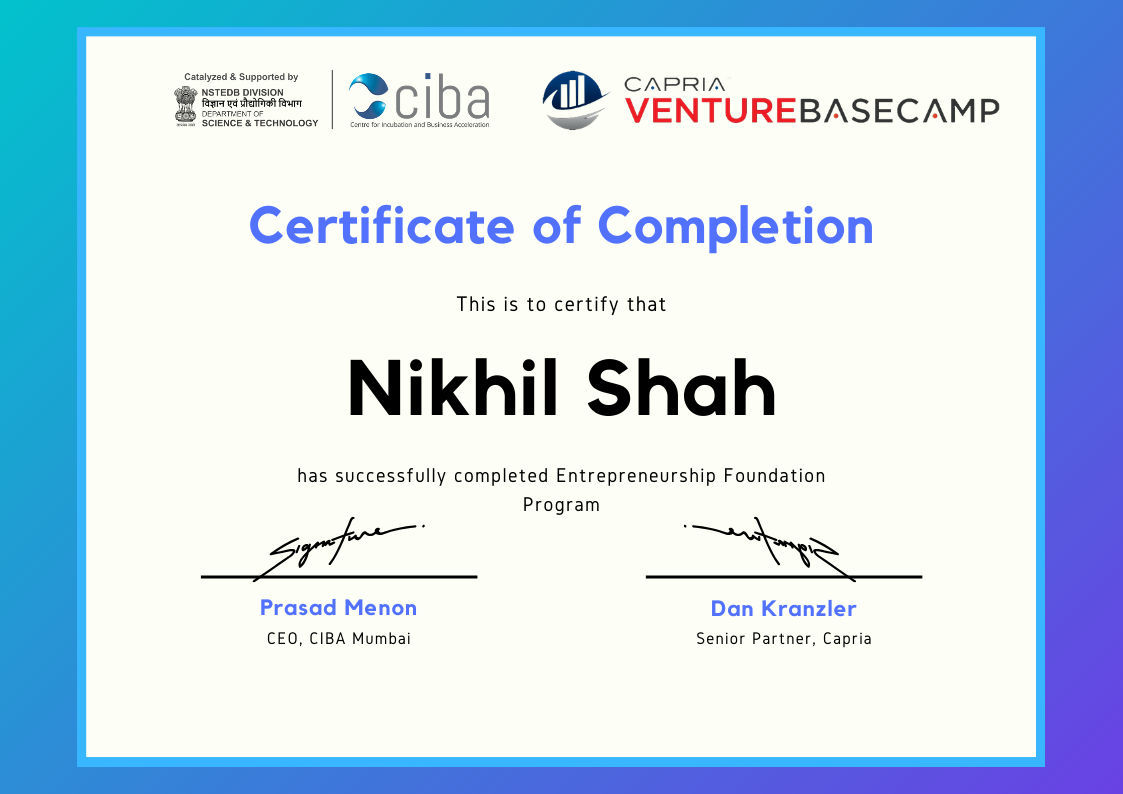 Catalyzed & Supported by
NSTEDB DIVISION
विज्ञान एवं प्रौद्योगिकी विभाग
DEPARTMENT OF
SCIENCE & TECHNOLOGY
ciba
Centre for Incubation and Business Acceleration
CAPRIA
VENTUREBASECAMP
Certificate of Completion
This is to certify that
Nikhil Shah
has successfully completed Entrepreneurship Foundation
Program
Signature
Prasad Menon
CEO, CIBA Mumbai
Dan Kranzler
Senior Partner, Capria